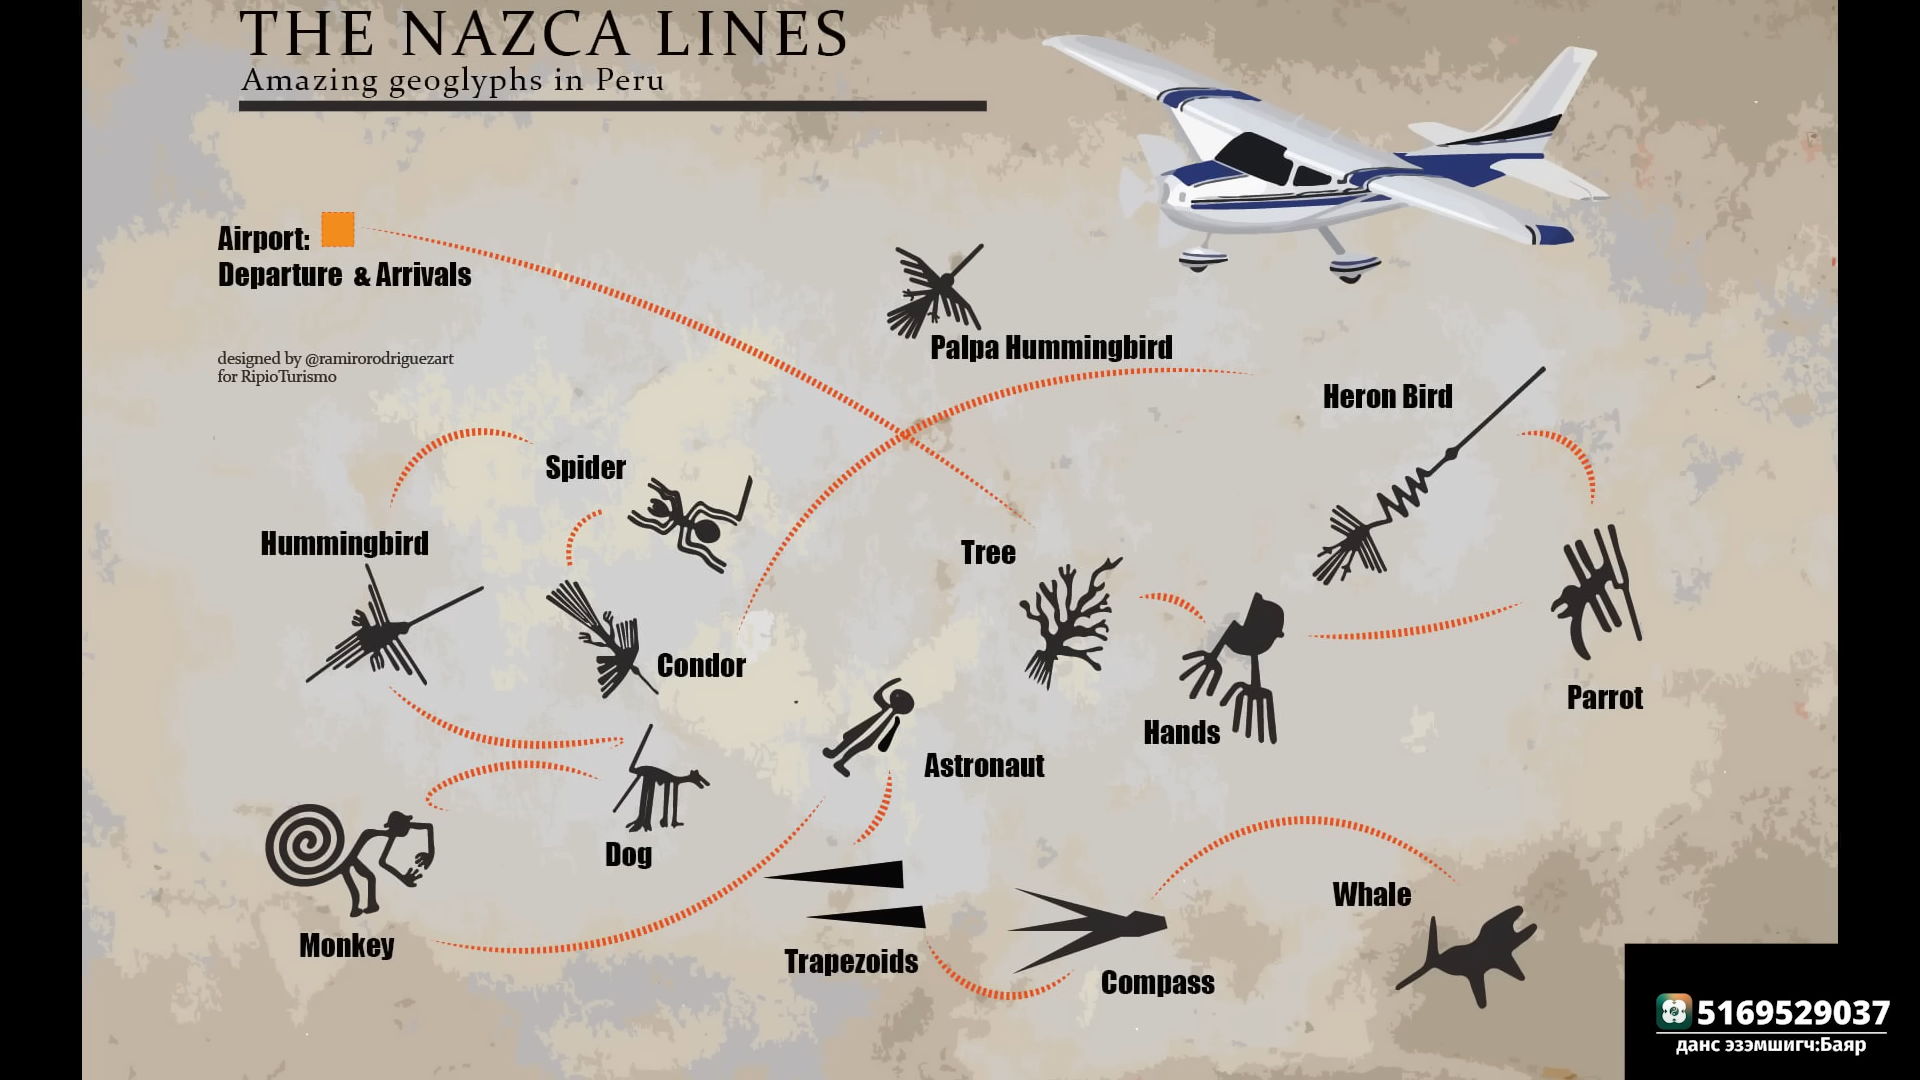 THE NAZCA LINES
Amazing geoglyphs in Peru
Airport:
Departure & Arrivals
designed by @ramirorodriguezart
for RipioTurismo
Palpa Hummingbird
Heron Bird
Spider
Hummingbird
Tree
Condor
Parrot
Hands
Astronaut
Dog
Whale
Monkey
Trapezoids
Compass
5169529037
данс эзэмшигч:Баяр